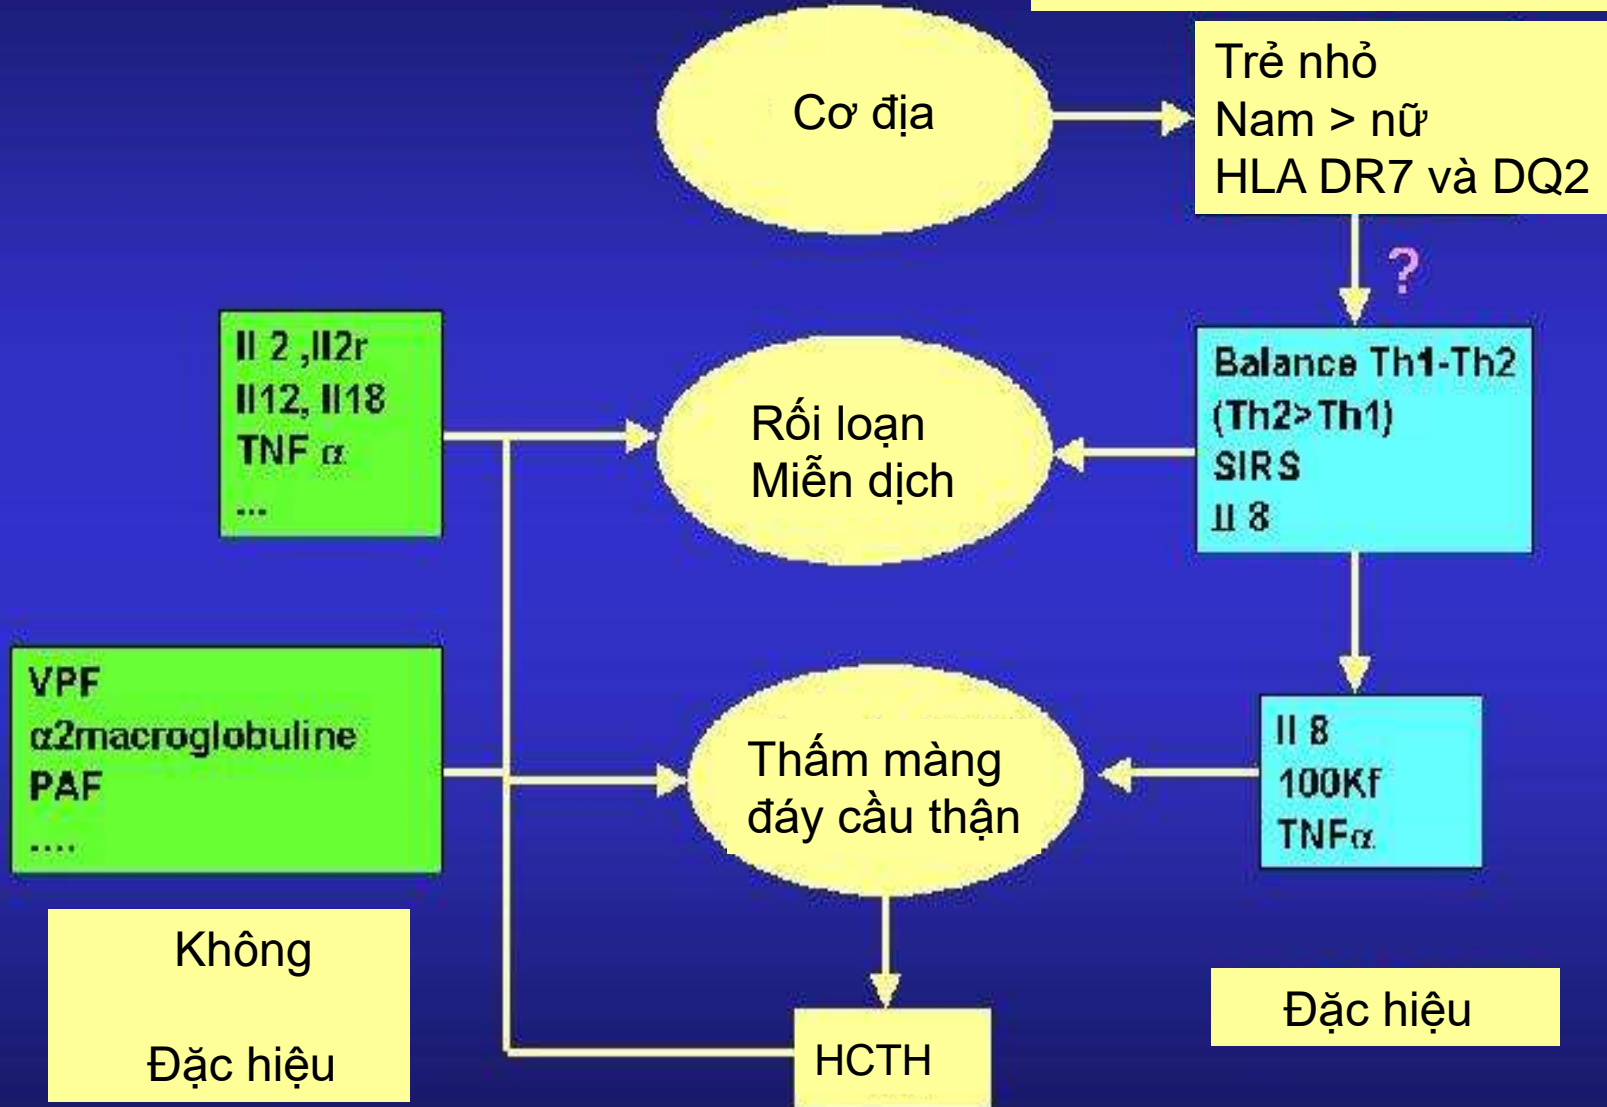 Cơ địa
Trẻ nhỏ
Nam > nữ
HLA DR7 và DQ2
?
Il 2 ,Il2r
Il12, Il18
TNF α
...
Rối loạn
Miễn dịch
Balance Th1-Th2
(Th2>Th1)
SIRS
Il 8
VPF
α2macroglobuline
PAF
....
Thấm màng
đáy cầu thận
Il 8
100Kf
TNFα
Không
Đặc hiệu
HCTH
Đặc hiệu